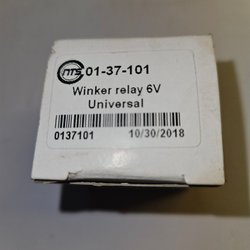 01-37-101
Winker relay 6V
Universal
0137101 10/30/2018